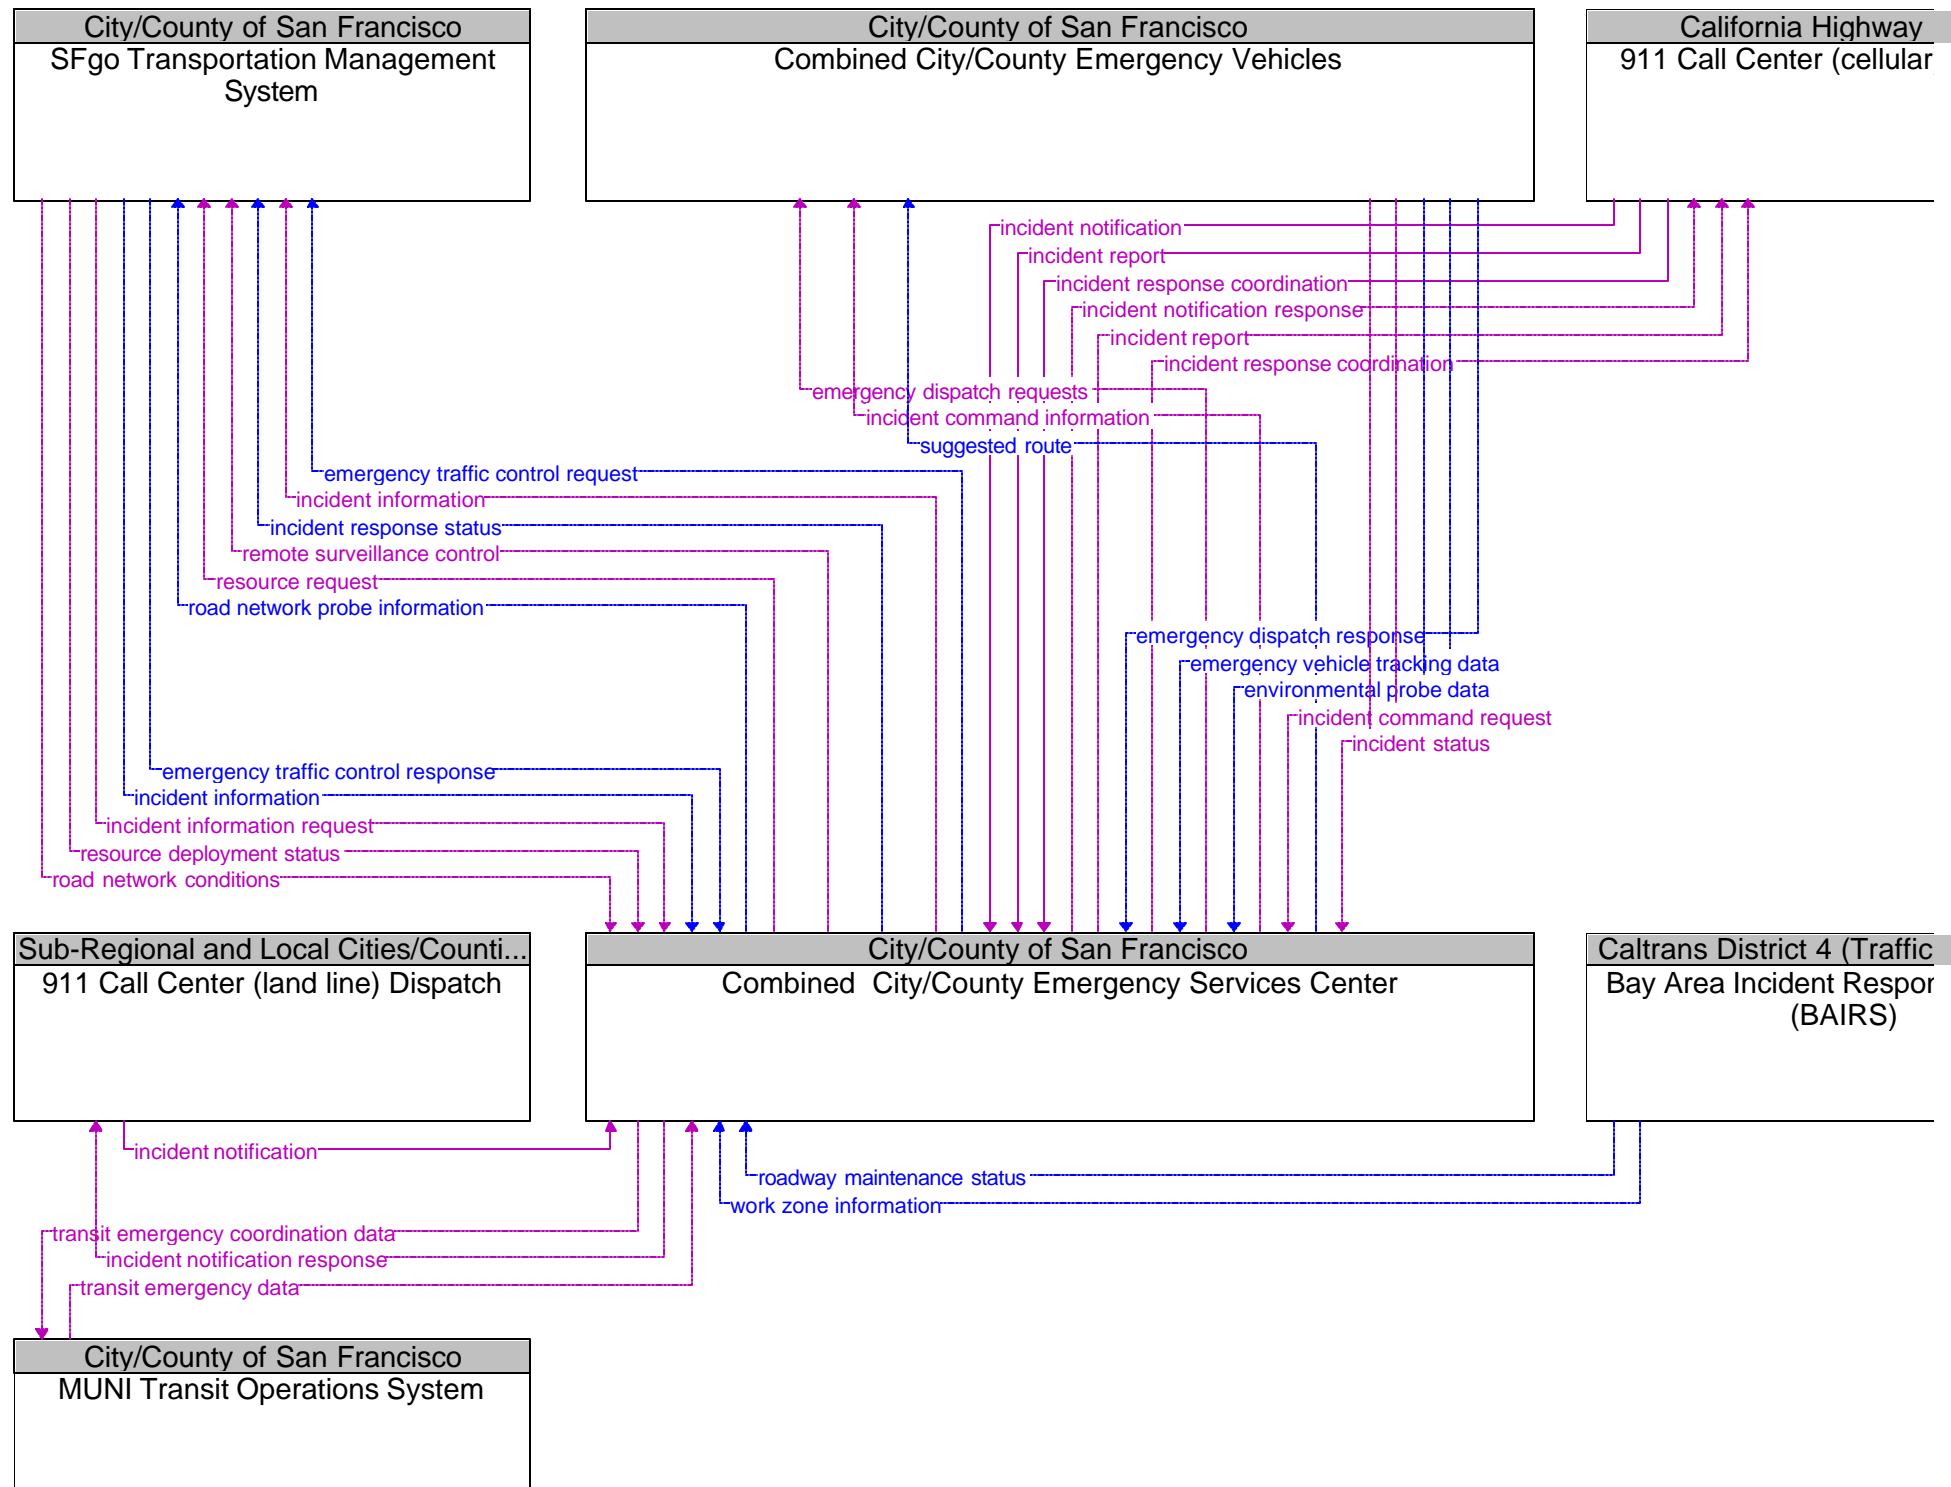 City/County of San Francisco
SFgo Transportation Management
System
City/County of San Francisco
Combined City/County Emergency Vehicles
California Highway
911 Call Center (cellular
incident notification
incident report
incident response coordination
incident notification response
incident report
incident response coordination
emergency dispatch requests
incident command information
suggested route
emergency traffic control request
incident information
incident response status
remote surveillance control
resource request
road network probe information
emergency dispatch response
emergency vehicle tracking data
environmental probe data
incident command request
incident status
emergency traffic control response
incident information
incident information request
resource deployment status
road network conditions
Sub-Regional and Local Cities/Counti...
911 Call Center (land line) Dispatch
City/County of San Francisco
Combined City/County Emergency Services Center
Caltrans District 4 (Traffic
Bay Area Incident
(BAIRS)
incident notification
roadway maintenance status
work zone information
transit emergency coordination data
incident notification response
transit emergency data
City/County of San Francisco
MUNI Transit Operations System